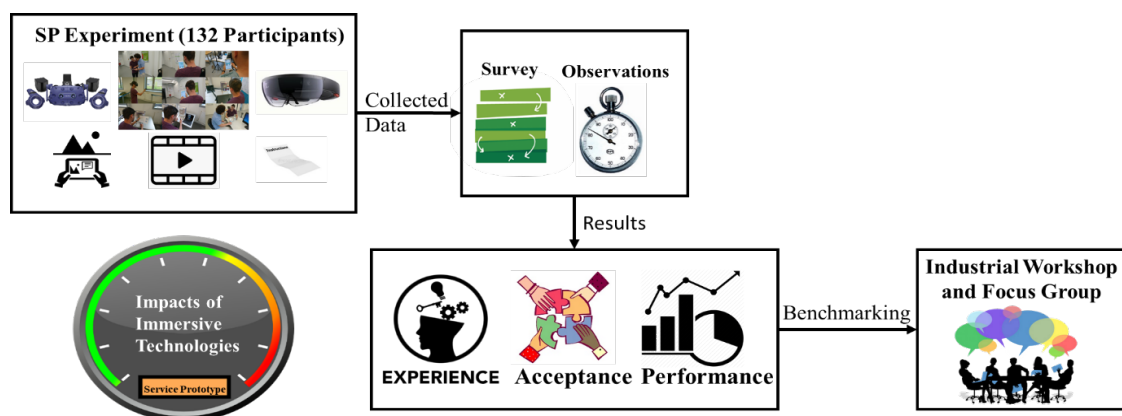 SP Experiment (132 Participants)
Instructions
Collected
Data
Survey
Observations
Results
EXPERIENCE
Acceptance
Performance
Benchmarking
Industrial Workshop
and Focus Group
Impacts of
Immersive
Technologies
Service Prototype